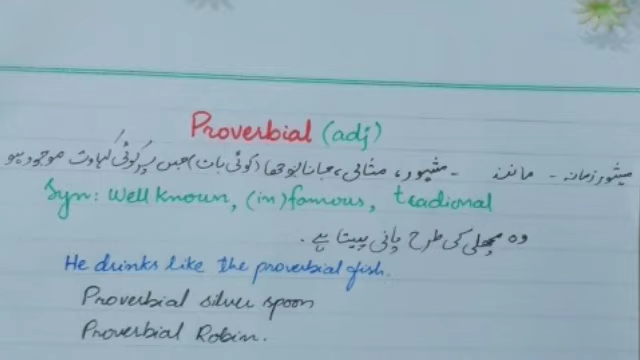 Proverbial (adj)
مشہور زمانہ - مانند - مشہور، مثالی، جانا بوجھا (کوئی بات) جس پر کوئی کہاوت موجود ہو
Syn: Well known, (in)famous, teadional
وہ مچھلی کی طرح پانی پیتا ہے۔
He drinks like the proverbial fish.
Proverbial silver spoon
Proverbial Robin.